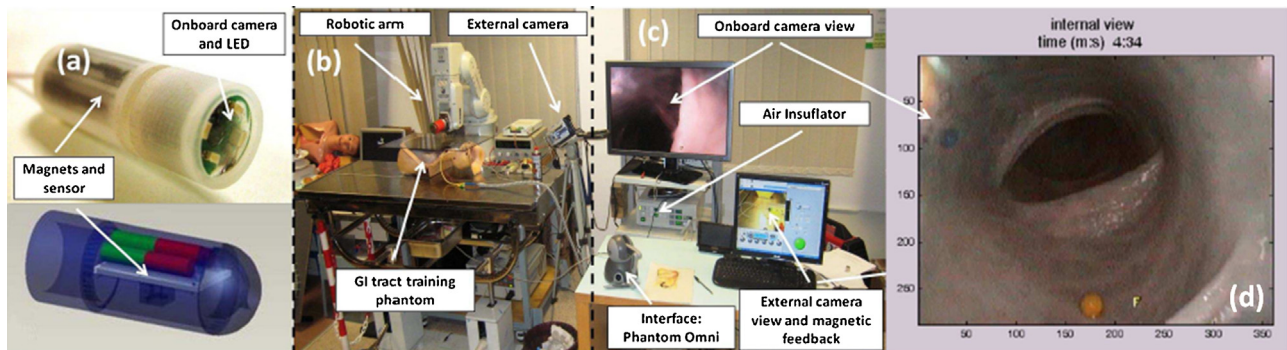 (a)
Onboard camera
and LED
Magnets and
sensor
(b)
Robotic arm
External camera
GI tract training
phantom
(c)
Onboard camera view
Air Insuflator
Interface:
Phantom Omni
External camera
view and magnetic
feedback
internal view
time (m:s) 4:34
50
100
150
200
250
F
(d)
50 100 150 200 250 300 350